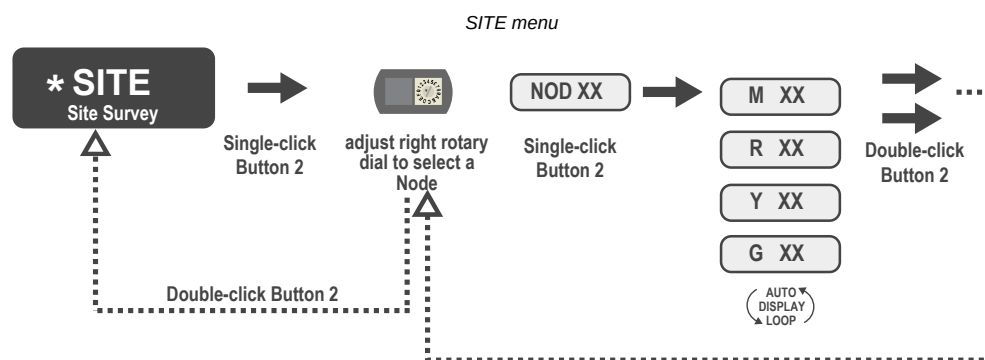 SITE menu
* SITE
Site Survey
Single-click
Button 2
adjust right rotary
dial to select a
Node
NOD XX
Single-click
Button 2
M XX
R XX
Y XX
G XX
AUTO
DISPLAY
LOOP
Double-click
Button 2
Double-click Button 2